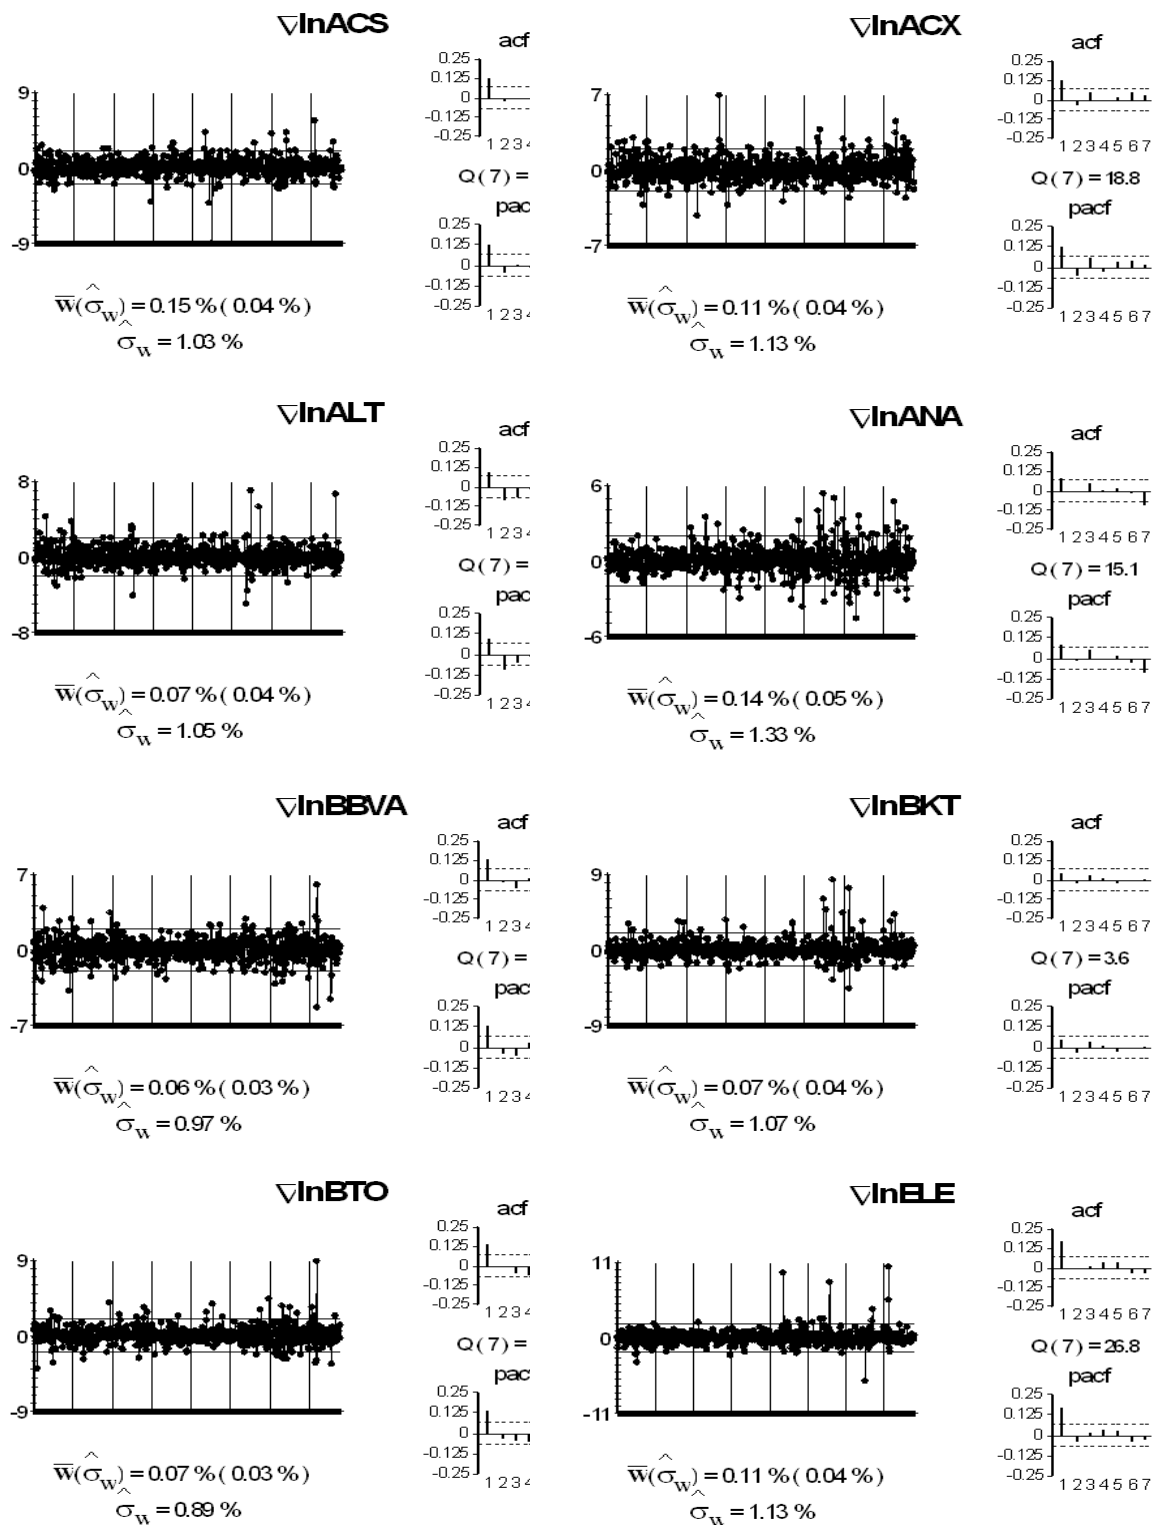 ∇lnACS
acf
0.25
0.125
0
-0.125
-0.25
1 2 3 4
9
0
-9
Q(7)=
pac
0.25
0.125
0
-0.125
-0.25
1 2 3 4
w̅(σ̂w̅)=0.15 %(0.04 %)
σ̂w=1.03 %
∇lnACX
acf
0.25
0.125
0
-0.125
-0.25
1 2 3 4 5 6 7
7
0
-7
Q(7)=18.8
pacf
0.25
0.125
0
-0.125
-0.25
1 2 3 4 5 6 7
w̅(σ̂w̅)=0.11 %(0.04 %)
σ̂w=1.13 %
∇lnALT
acf
0.25
0.125
0
-0.125
-0.25
1 2 3 4
8
0
-8
Q(7)=
pac
0.25
0.125
0
-0.125
-0.25
1 2 3 4
w̅(σ̂w̅)=0.07 %(0.04 %)
σ̂w=1.05 %
∇lnANA
acf
0.25
0.125
0
-0.125
-0.25
1 2 3 4 5 6 7
6
0
-6
Q(7)=15.1
pacf
0.25
0.125
0
-0.125
-0.25
1 2 3 4 5 6 7
w̅(σ̂w̅)=0.14 %(0.05 %)
σ̂w=1.33 %
∇lnBBVA
acf
0.25
0.125
0
-0.125
-0.25
1 2 3 4
7
0
-7
Q(7)=
pac
0.25
0.125
0
-0.125
-0.25
1 2 3 4
w̅(σ̂w̅)=0.06 %(0.03 %)
σ̂w=0.97 %
∇lnBKT
acf
0.25
0.125
0
-0.125
-0.25
1 2 3 4 5 6 7
9
0
-9
Q(7)=3.6
pacf
0.25
0.125
0
-0.125
-0.25
1 2 3 4 5 6 7
w̅(σ̂w̅)=0.07 %(0.04 %)
σ̂w=1.07 %
∇lnBTO
acf
0.25
0.125
0
-0.125
-0.25
1 2 3 4
9
0
-9
Q(7)=
pac
0.25
0.125
0
-0.125
-0.25
1 2 3 4
w̅(σ̂w̅)=0.07 %(0.03 %)
σ̂w=0.89 %
∇lnELE
acf
0.25
0.125
0
-0.125
-0.25
1 2 3 4 5 6 7
11
0
-11
Q(7)=26.8
pacf
0.25
0.125
0
-0.125
-0.25
1 2 3 4 5 6 7
w̅(σ̂w̅)=0.11 %(0.04 %)
σ̂w=1.13 %